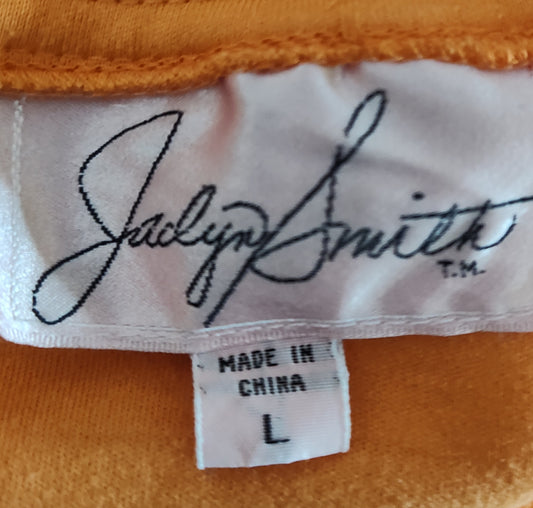 Jaclyn Smith
T.M.
MADE IN
CHINA
L